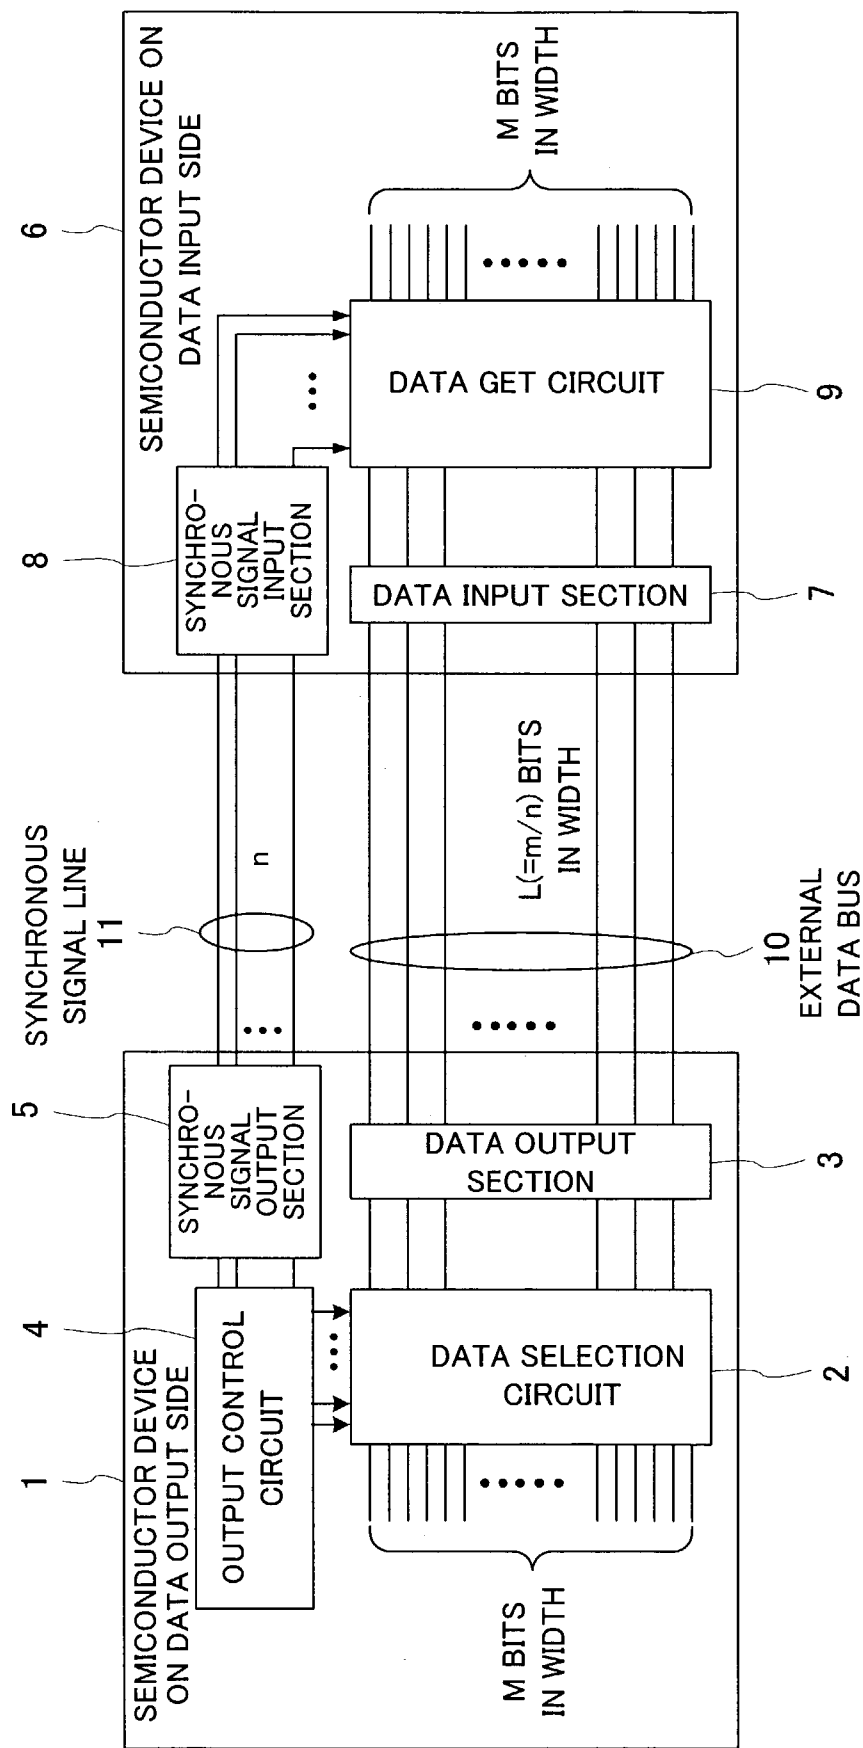 1
SEMICONDUCTOR DEVICE
ON DATA OUTPUT SIDE
4
OUTPUT CONTROL
CIRCUIT
5
SYNCHRO-
NOUS
SIGNAL
OUTPUT
SECTION
M BITS
IN WIDTH
DATA SELECTION
CIRCUIT
2
DATA OUTPUT
SECTION
3
SYNCHRONOUS
SIGNAL LINE
11
n
L(=m/n) BITS
IN WIDTH
10
EXTERNAL
DATA BUS
6
SEMICONDUCTOR DEVICE ON
DATA INPUT SIDE
8
SYNCHRO-
NOUS
SIGNAL
INPUT
SECTION
DATA INPUT SECTION
7
DATA GET CIRCUIT
9
M BITS
IN WIDTH